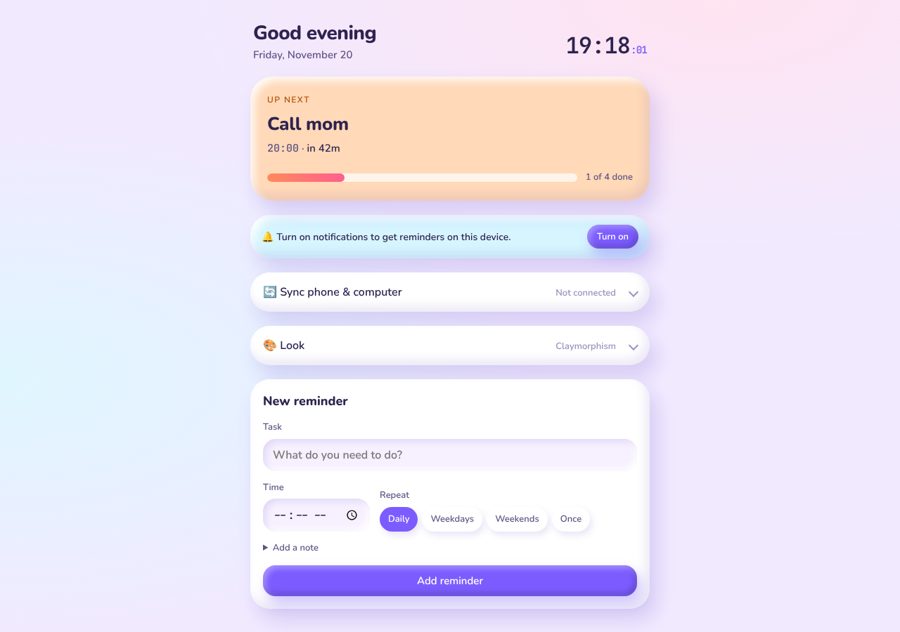 Good evening
Friday, November 20
19:18:01
UP NEXT
Call mom
20:00 · in 42m
1 of 4 done
🔔 Turn on notifications to get reminders on this device.
Turn on
🔄 Sync phone & computer
Not connected
🎨 Look
Claymorphism
New reminder
Task
What do you need to do?
Time
Repeat
--:-- --
Daily
Weekdays
Weekends
Once
Add a note
Add reminder